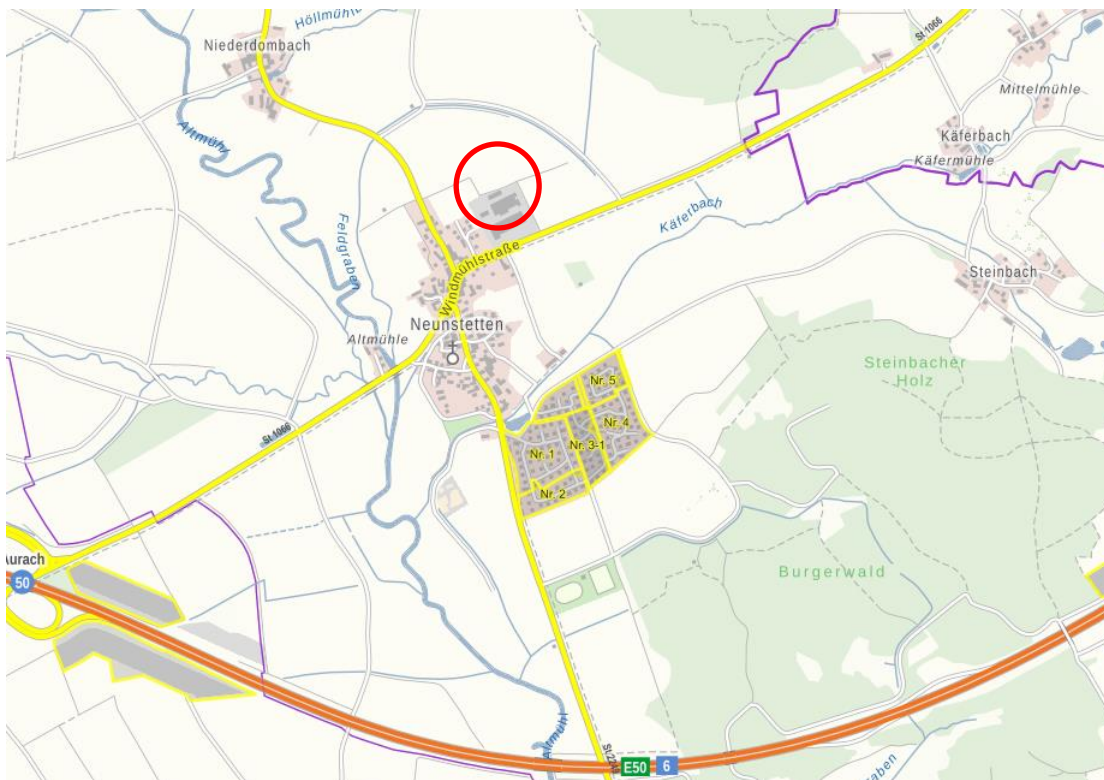 Höllmühle
Niederdombach
St 1066
Mittelmühle
Käferbach
Käfermühle
Altmühl
Feldgraben
Käferbach
Windmühlstraße
Steinbach
Neunstetten
Altmühle
Steinbacher
Holz
Nr. 5
Nr. 4
Nr. 3-1
Nr. 1
Nr. 2
St 1066
Aurach
50
Burgerwald
Altmühl
E50
6
graben